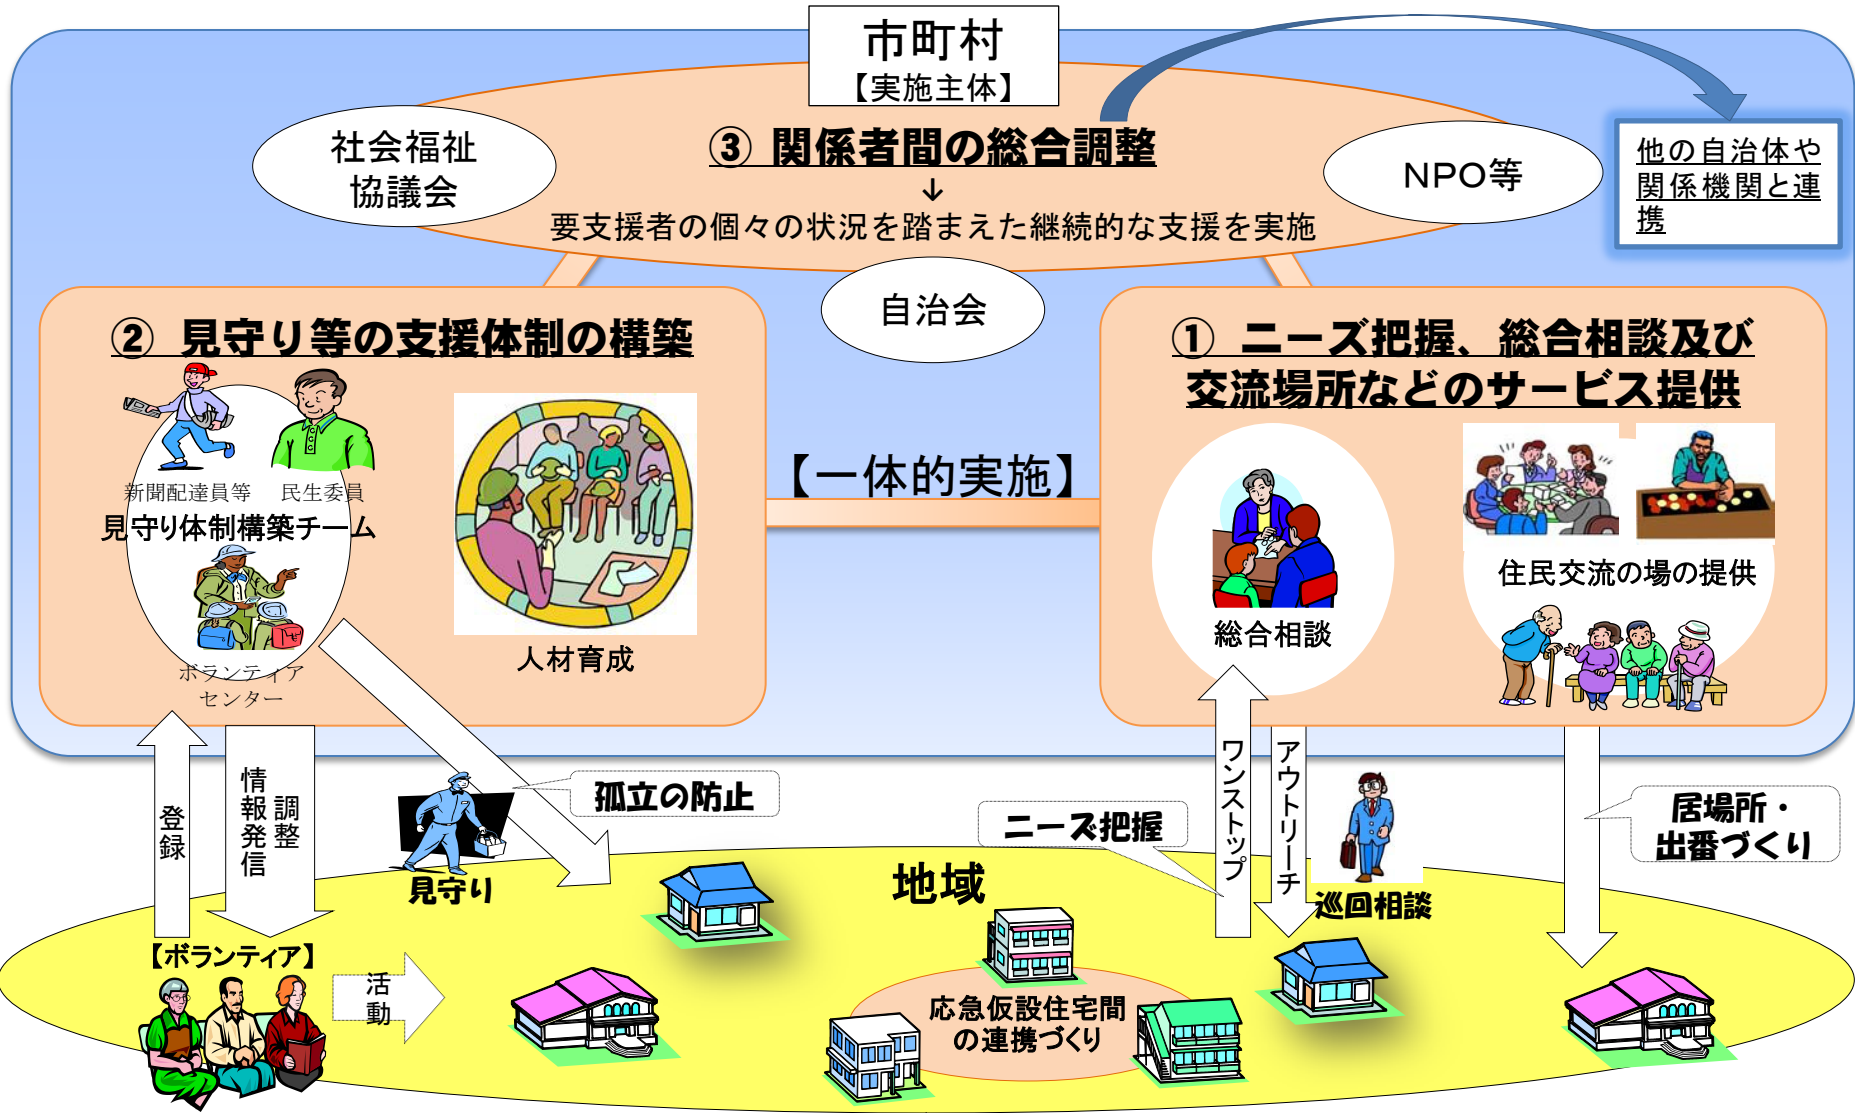 市町村
【実施主体】
③ 関係者間の総合調整
↓
要支援者の個々の状況を踏まえた継続的な支援を実施
社会福祉
協議会
NPO等
自治会
他の自治体や
関係機関と連
携
② 見守り等の支援体制の構築
新聞配達員等
民生委員
見守り体制構築チーム
ボランティア
センター
人材育成
【一体的実施】
① ニーズ把握、総合相談及び
交流場所などのサービス提供
総合相談
住民交流の場の提供
登録
情報発信
調整
孤立の防止
見守り
ニーズ把握
ワンストップ
アウトリーチ
巡回相談
居場所・
出番づくり
地域
【ボランティア】
活動
応急仮設住宅間
の連携づくり